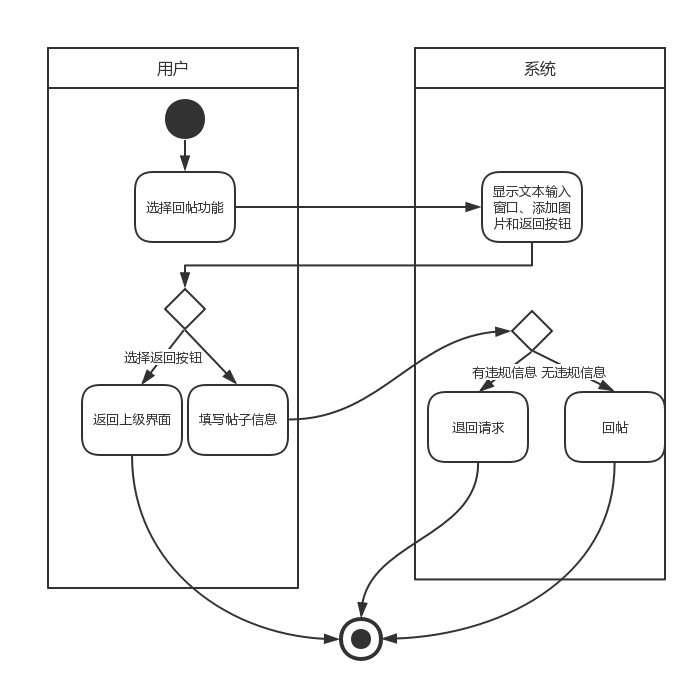 用户
系统
选择回帖功能
显示文本输入
窗口、添加图
片和返回按钮
选择返回按钮
有违规信息
无违规信息
返回上级界面
填写帖子信息
退回请求
回帖